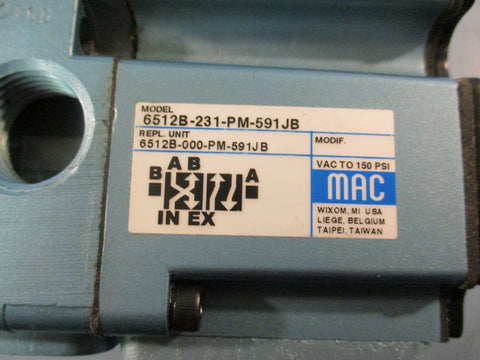 MODEL
6512B-231-PM-591JB
REPL. UNIT
6512B-000-PM-591JB
MODIF.
VAC TO 150 PSI
A B
B A
IN EX
MAC
WIXOM, MI USA
LIEGE, BELGIUM
TAIPEI, TAIWAN